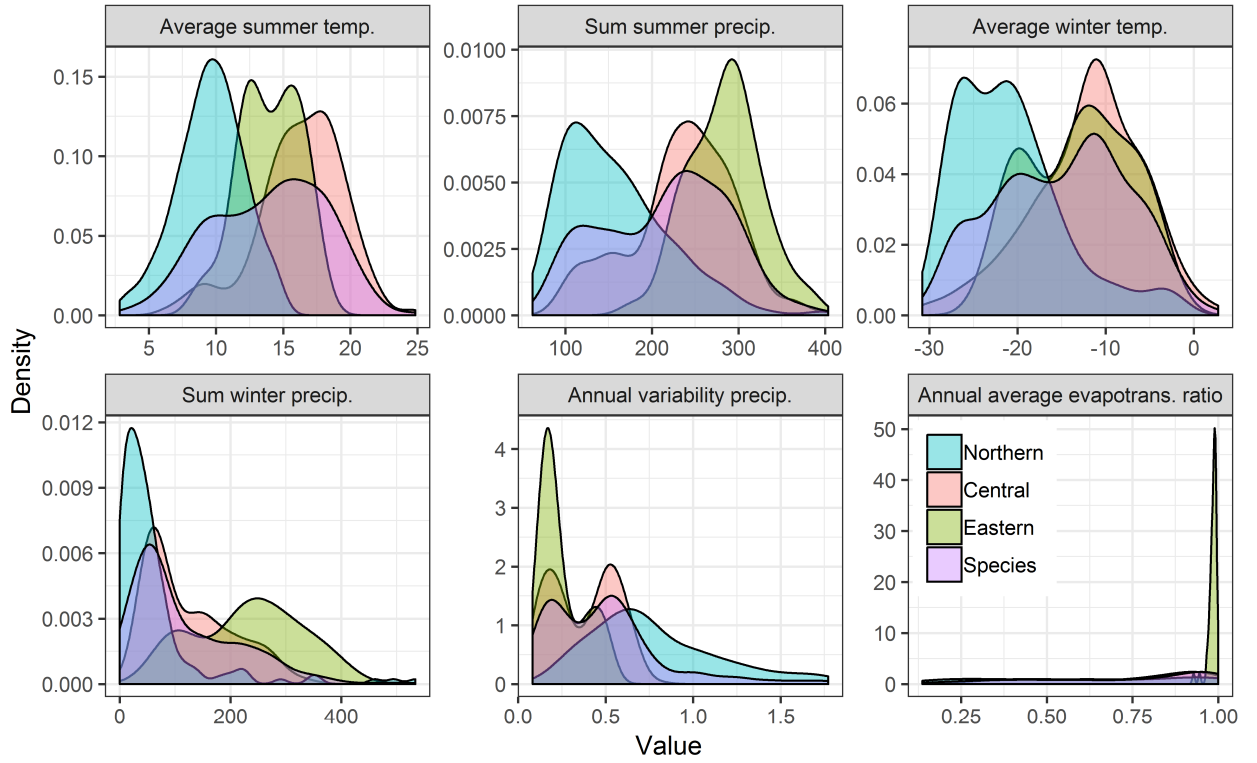 Average summer temp.
Sum summer precip.
Average winter temp.
0.15
0.10
0.05
0.00
5 10 15 20 25
0.0100
0.0075
0.0050
0.0025
0.0000
100 200 300 400
0.06
0.04
0.02
0.00
-30 -20 -10 0
Density
Sum winter precip.
Annual variability precip.
Annual average evapotrans. ratio
0.012
0.009
0.006
0.003
0.000
0 200 400
4
3
2
1
0
0.0 0.5 1.0 1.5
50
40
30
20
10
0
0.25 0.50 0.75 1.00
Northern
Central
Eastern
Species
Value